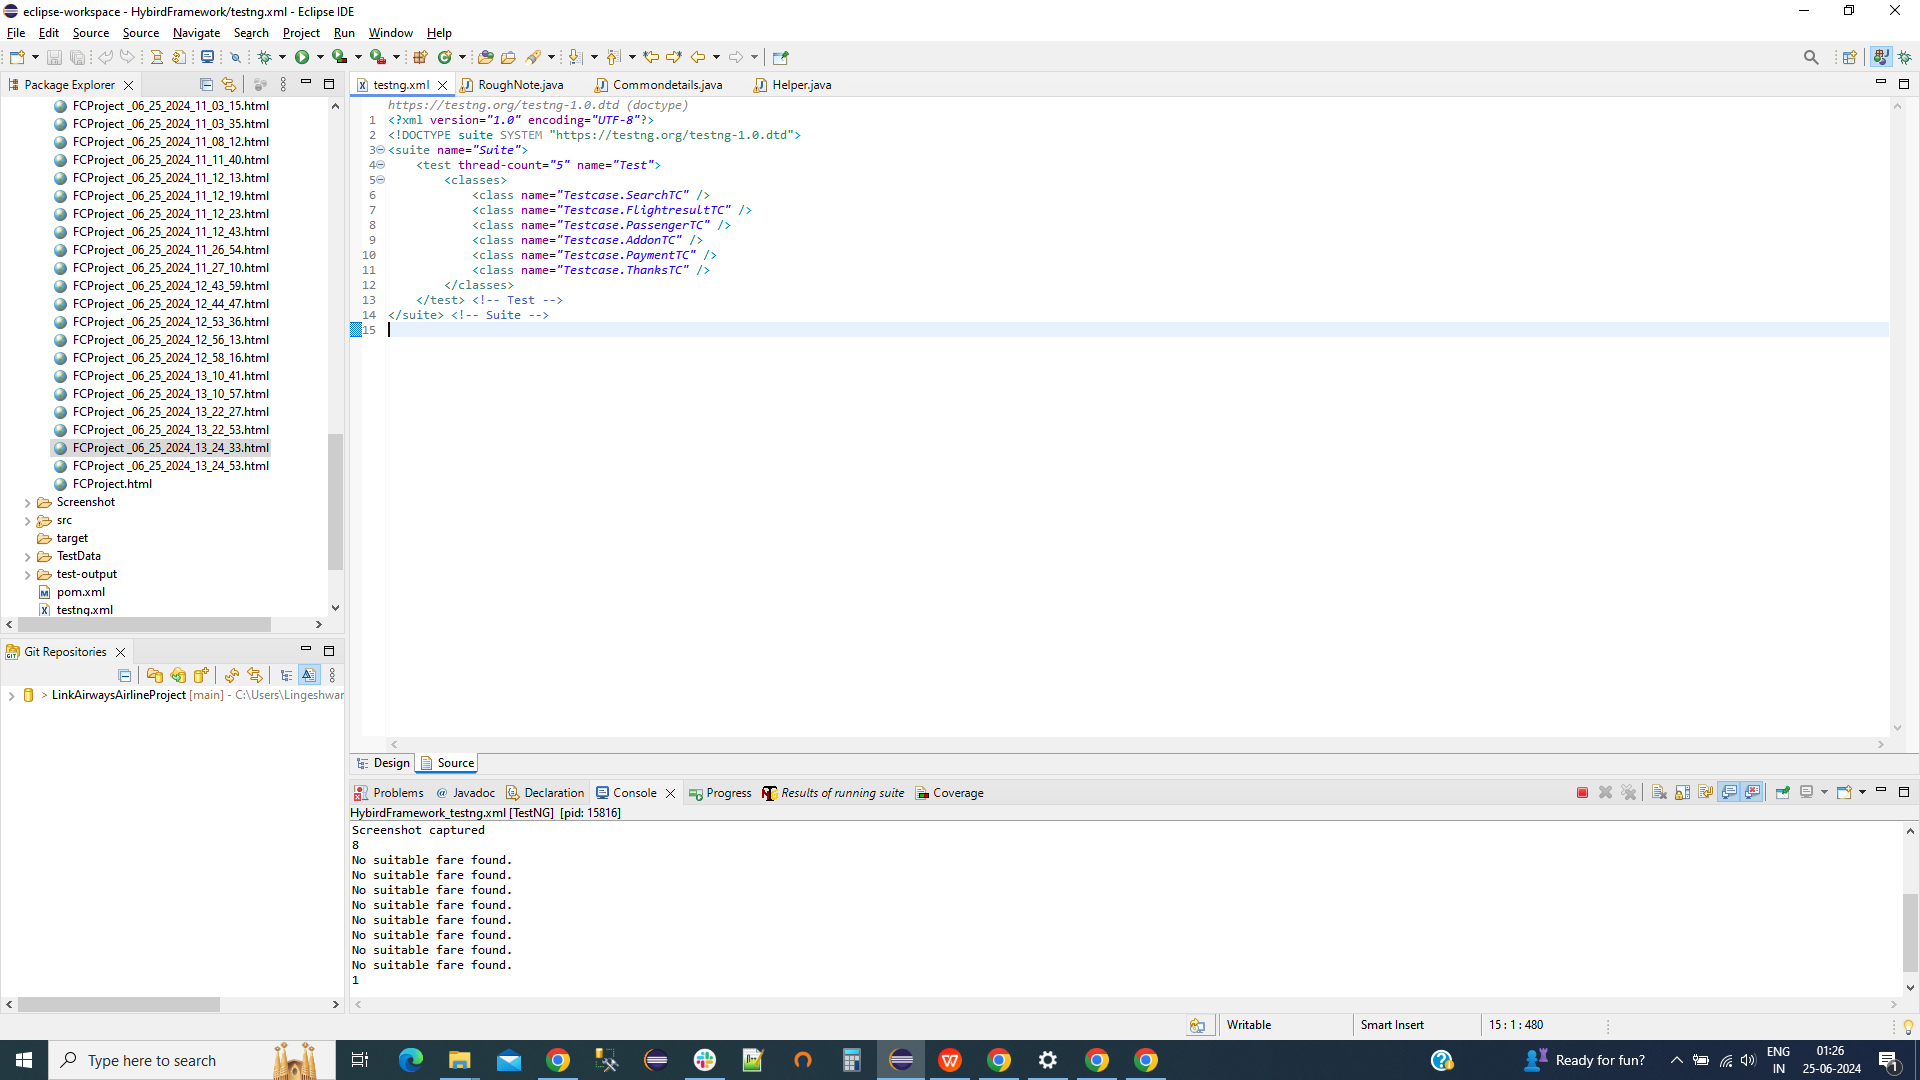 eclipse-workspace - HybirdFramework/testng.xml - Eclipse IDE
File Edit Source Source Navigate Search Project Run Window Help
Package Explorer
testng.xml RoughNote.java Commondetails.java Helper.java
FCProject _06_25_2024_11_03_15.html
FCProject _06_25_2024_11_03_35.html
FCProject _06_25_2024_11_08_12.html
FCProject _06_25_2024_11_11_40.html
FCProject _06_25_2024_11_12_13.html
FCProject _06_25_2024_11_12_19.html
FCProject _06_25_2024_11_12_23.html
FCProject _06_25_2024_11_12_43.html
FCProject _06_25_2024_11_26_54.html
FCProject _06_25_2024_11_27_10.html
FCProject _06_25_2024_12_43_59.html
FCProject _06_25_2024_12_44_47.html
FCProject _06_25_2024_12_53_36.html
FCProject _06_25_2024_12_56_13.html
FCProject _06_25_2024_12_58_16.html
FCProject _06_25_2024_13_10_41.html
FCProject _06_25_2024_13_10_57.html
FCProject _06_25_2024_13_22_27.html
FCProject _06_25_2024_13_22_53.html
FCProject _06_25_2024_13_24_33.html
FCProject _06_25_2024_13_24_53.html
FCProject.html
Screenshot
src
target
TestData
test-output
pom.xml
testng.xml
Git Repositories
> LinkAirwaysAirlineProject [main] - C:\Users\Lingeshwar
https://testng.org/testng-1.0.dtd (doctype)
1 <?xml version="1.0" encoding="UTF-8"?>
2 <!DOCTYPE suite SYSTEM "https://testng.org/testng-1.0.dtd">
3 <suite name="Suite">
4 <test thread-count="5" name="Test">
5 <classes>
6 <class name="Testcase.SearchTC" />
7 <class name="Testcase.FlightresultTC" />
8 <class name="Testcase.PassengerTC" />
9 <class name="Testcase.AddonTC" />
10 <class name="Testcase.PaymentTC" />
11 <class name="Testcase.ThanksTC" />
12 </classes>
13 </test> <!-- Test -->
14 </suite> <!-- Suite -->
15
Design Source
Problems @ Javadoc Declaration Console Progress Results of running suite Coverage
HybirdFramework_testng.xml [TestNG] [pid: 15816]
Screenshot captured
8
No suitable fare found.
No suitable fare found.
No suitable fare found.
No suitable fare found.
No suitable fare found.
No suitable fare found.
No suitable fare found.
No suitable fare found.
1
Writable Smart Insert 15 : 1 : 480
Type here to search
Ready for fun?
ENG
IN
01:26
25-06-2024
1